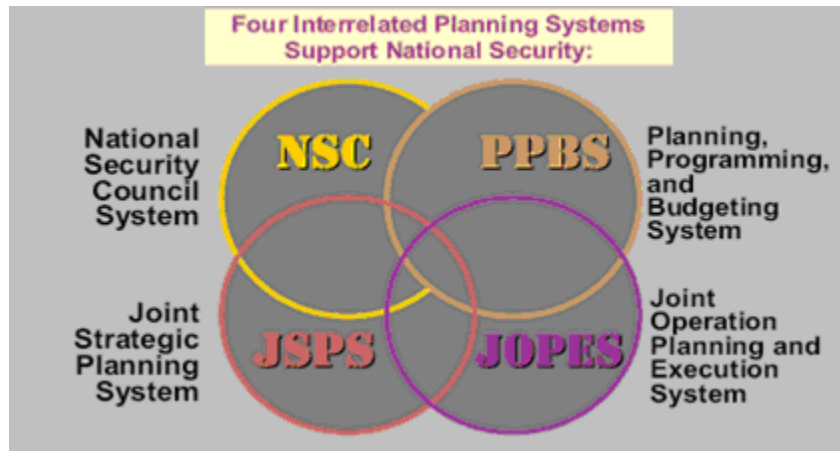 Four Interrelated Planning Systems
Support National Security:
National
Security
Council
System
NSC
PPBS
Planning,
Programming,
and
Budgeting
System
Joint
Strategic
Planning
System
JSPS
JOPES
Joint
Operation
Planning and
Execution
System